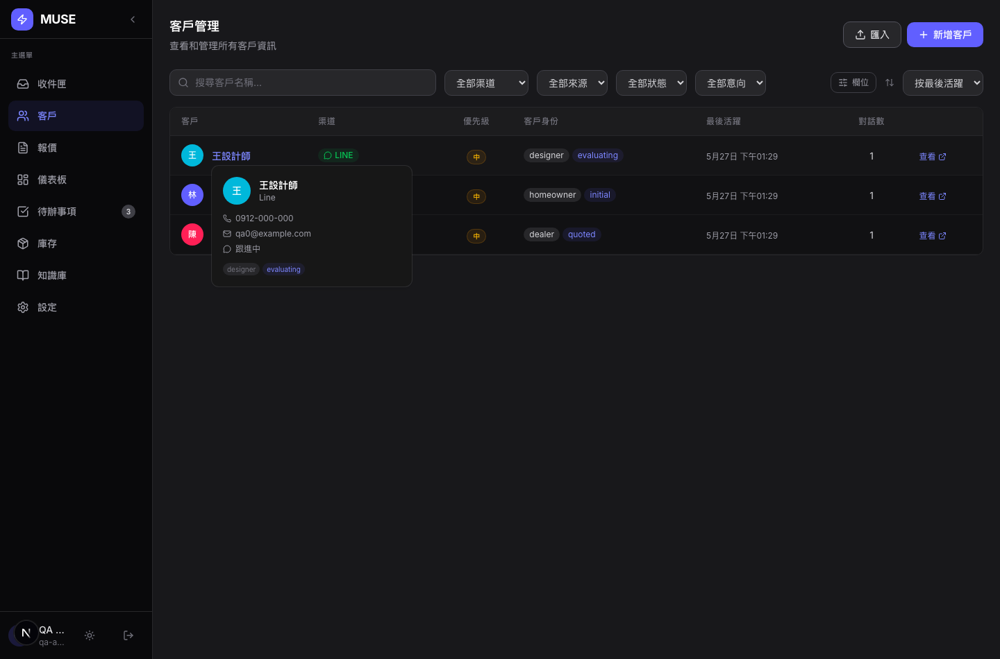 MUSE
主選單
收件匣
客戶
報價
儀表板
待辦事項 3
庫存
知識庫
設定
N QA ...
qa-a...
客戶管理
查看和管理所有客戶資訊
匯入
新增客戶
搜尋客戶名稱... 全部渠道 全部來源 全部狀態 全部意向 欄位 按最後活躍
客戶 渠道 優先級 客戶身份 最後活躍 對話數
王 王設計師 LINE 中 designer evaluating 5月27日 下午01:29 1 查看
林 中 homeowner initial 5月27日 下午01:29 1 查看
陳 中 dealer quoted 5月27日 下午01:29 1 查看
王 王設計師
Line
0912-000-000
qa0@example.com
跟進中
designer evaluating